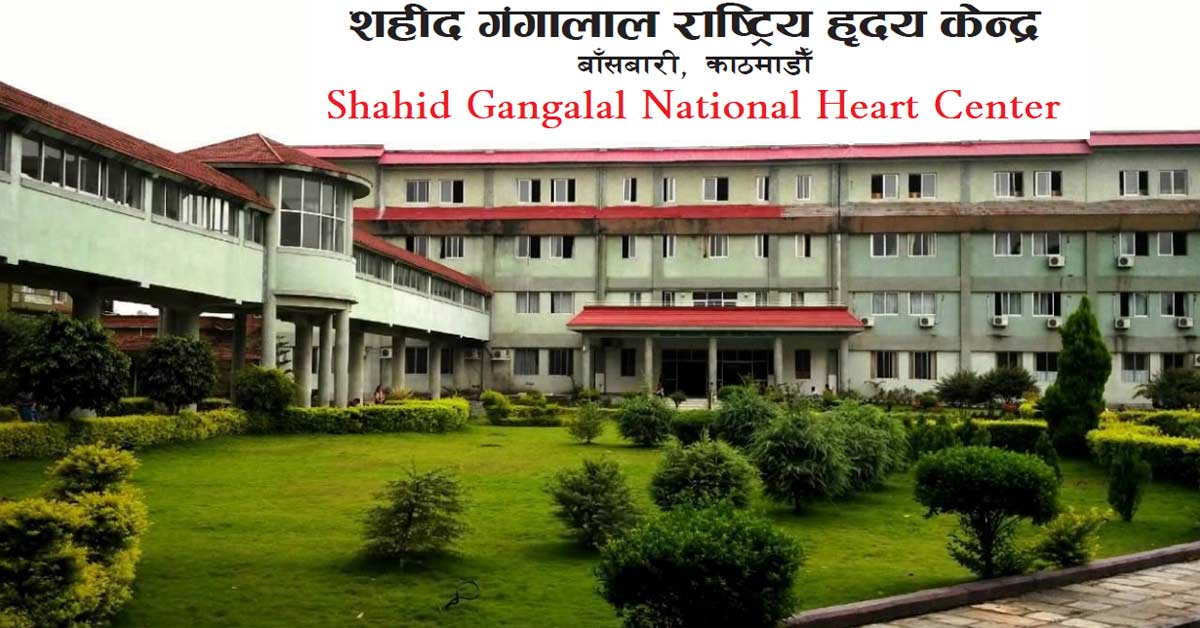 शहीद गंगालाल राष्ट्रिय हृदय केन्द्र
बाँसबारी, काठमाडौँ
Shahid Gangalal National Heart Center